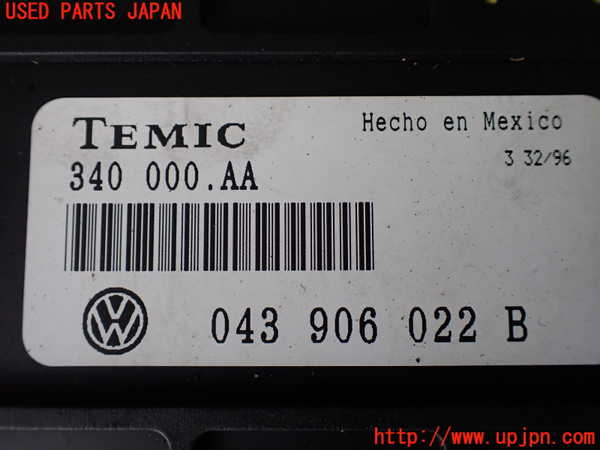 USED PARTS JAPAN
TEMIC
Hecho en Mexico
340 000.AA
3 32/96
VW
043 906 022 B
http://www.upjpn.com/